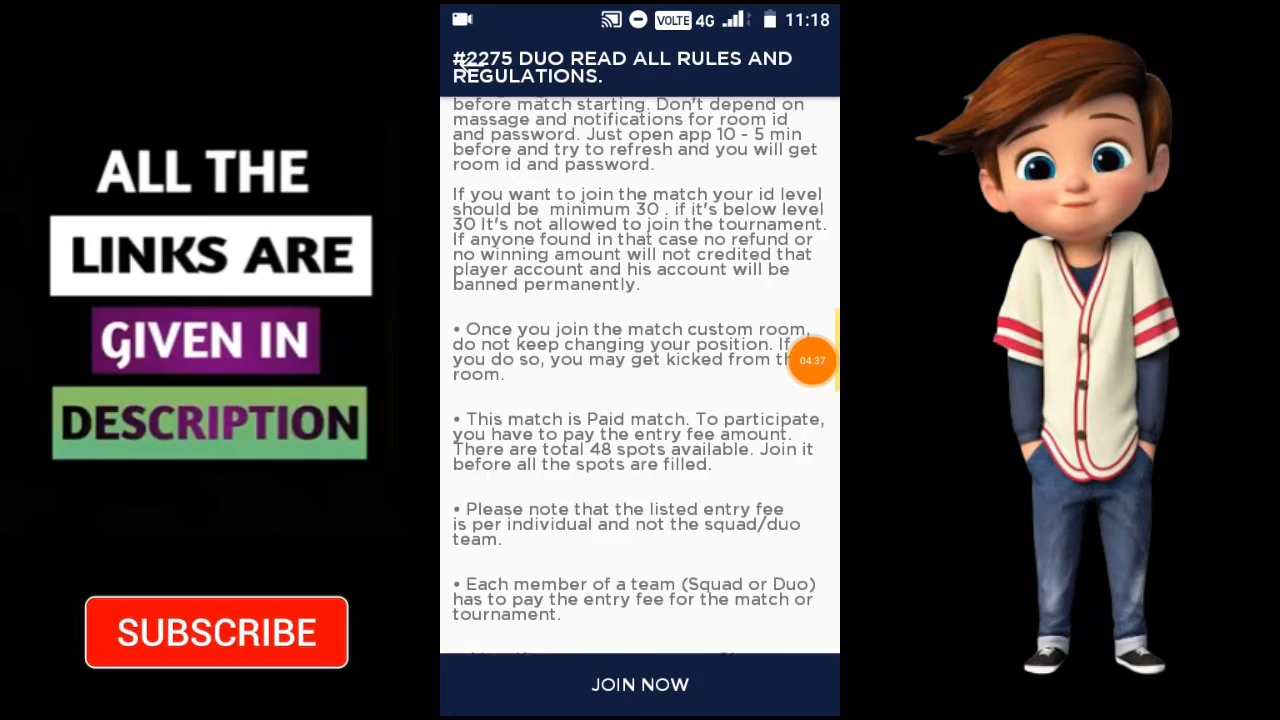 ALL THE
LINKS ARE
GIVEN IN
DESCRIPTION
SUBSCRIBE
VOLTE 4G 11:18
#2275 DUO READ ALL RULES AND
REGULATIONS.
before match starting. Don't depend on
massage and notifications for room id
and password. Just open app 10 - 5 min
before and try to refresh and you will get
room id and password.
If you want to join the match your id level
should be minimum 30 . if it's below level
30 It's not allowed to join the tournament.
If anyone found in that case no refund or
no winning amount will not credited that
player account and his account will be
banned permanently.
• Once you join the match custom room,
do not keep changing your position. If
you do so, you may get kicked from
room.
04:37
• This match is Paid match. To participate,
you have to pay the entry fee amount.
There are total 48 spots available. Join it
before all the spots are filled.
• Please note that the listed entry fee
is per individual and not the squad/duo
team.
• Each member of a team (Squad or Duo)
has to pay the entry fee for the match or
tournament.
JOIN NOW